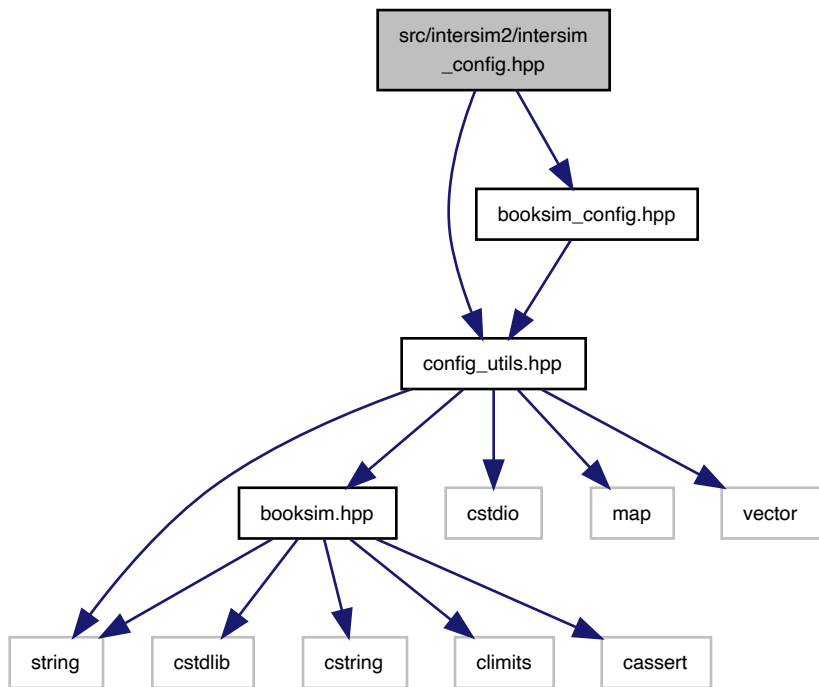 src/intersim2/intersim
_config.hpp
booksim_config.hpp
config_utils.hpp
booksim.hpp
cstdio
map
vector
string
cstdlib
cstring
climits
cassert